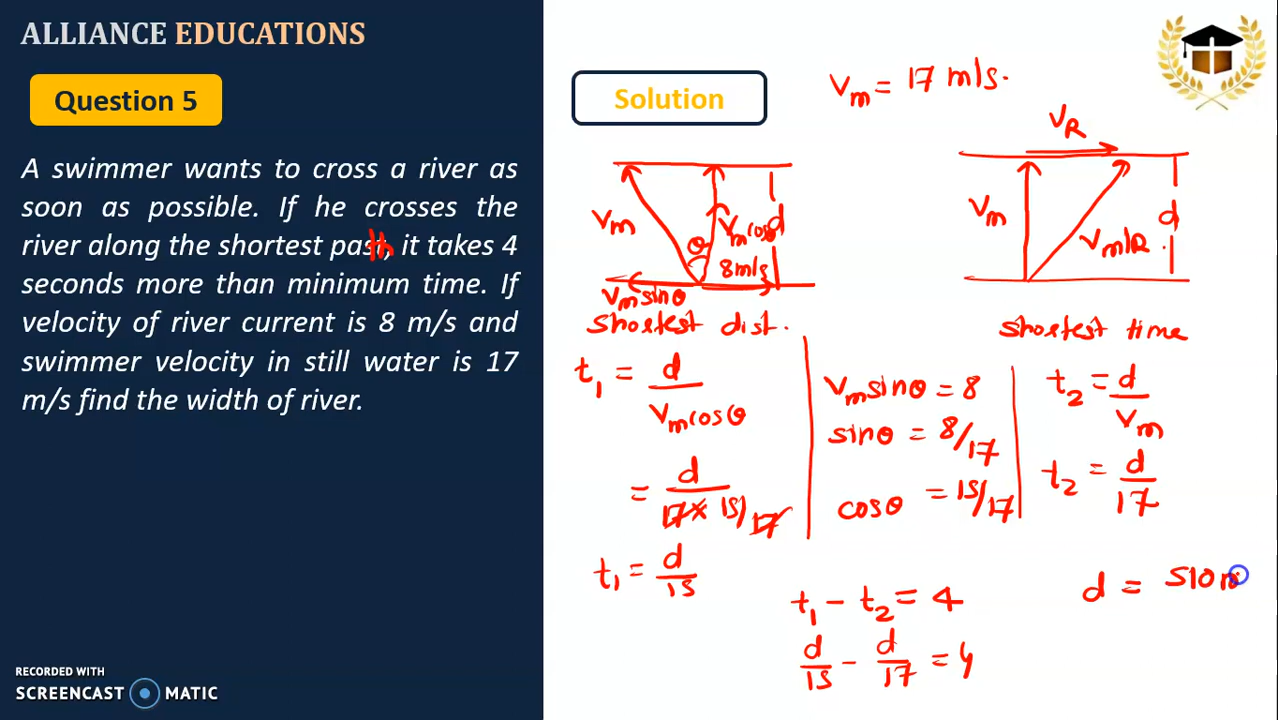 ALLIANCE EDUCATIONS
Question 5
A swimmer wants to cross a river as
soon as possible. If he crosses the
river along the shortest path, it takes 4
seconds more than minimum time. If
velocity of river current is 8 m/s and
swimmer velocity in still water is 17
m/s find the width of river.
RECORDED WITH
SCREENCAST MATIC
Solution
Vm = 17 m/s.
Vm
θ
Vm cosθ
d
8m/s
Vm sinθ
shortest dist.
VR
Vm
Vm/R
d
shortest time
t1 = d / Vm cosθ
= d / 17 × 15/17
t1 = d/15
Vm sinθ = 8
sinθ = 8/17
cosθ = 15/17
t2 = d / Vm
t2 = d/17
t1 - t2 = 4
d/15 - d/17 = 4
d = 510 m